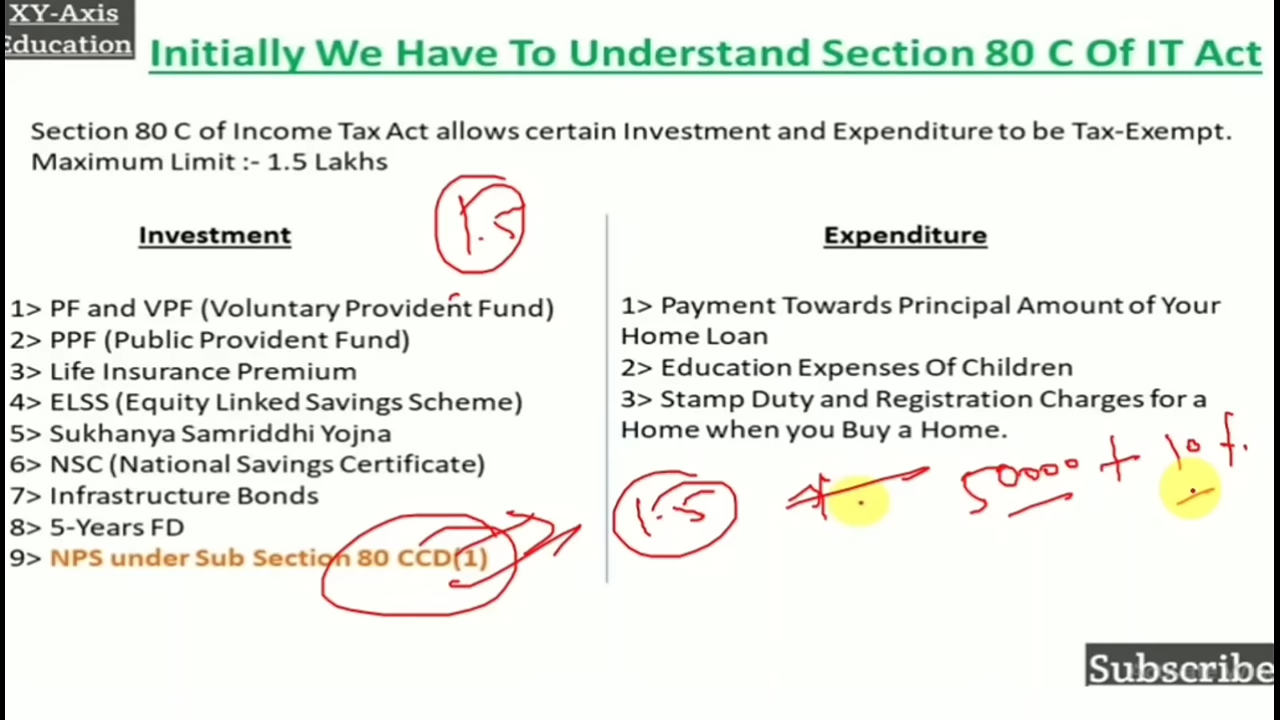 XY-Axis
Education
Initially We Have To Understand Section 80 C Of IT Act
Section 80 C of Income Tax Act allows certain Investment and Expenditure to be Tax-Exempt.
Maximum Limit :- 1.5 Lakhs
1.5
Investment
1> PF and VPF (Voluntary Provident Fund)
2> PPF (Public Provident Fund)
3> Life Insurance Premium
4> ELSS (Equity Linked Savings Scheme)
5> Sukhanya Samriddhi Yojna
6> NSC (National Savings Certificate)
7> Infrastructure Bonds
8> 5-Years FD
9> NPS under Sub Section 80 CCD(1)
Expenditure
1> Payment Towards Principal Amount of Your
Home Loan
2> Education Expenses Of Children
3> Stamp Duty and Registration Charges for a
Home when you Buy a Home.
1.5
50000 + 10
Subscribe